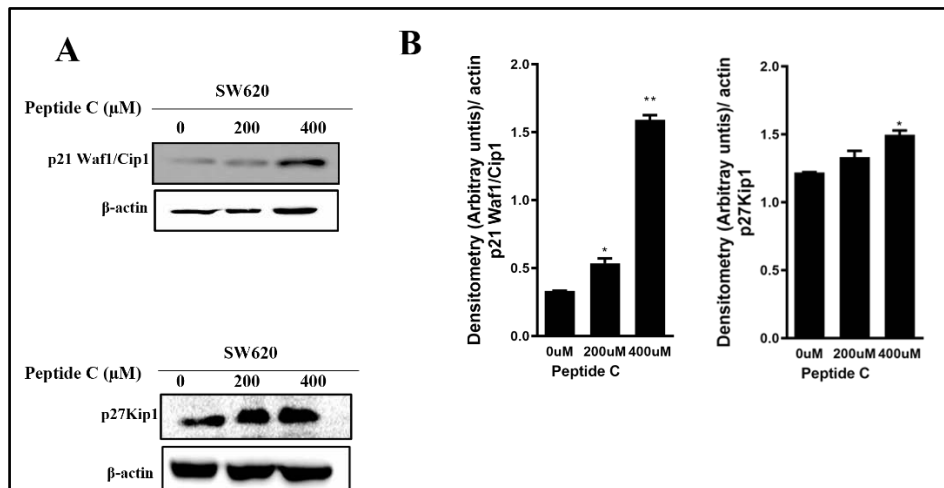 A
SW620
Peptide C (µM)
0 200 400
p21 Waf1/Cip1
β-actin
SW620
Peptide C (µM)
0 200 400
p27Kip1
β-actin
B
Densitometry (Arbitray untis)/ actin
p21 Waf1/Cip1
2.0
1.5
1.0
0.5
0.0
*
**
0uM 200uM 400uM
Peptide C
Densitometry (Arbitray untis)/ actin
p27Kip1
2.0
1.5
1.0
0.5
0.0
*
0uM 200uM 400uM
Peptide C